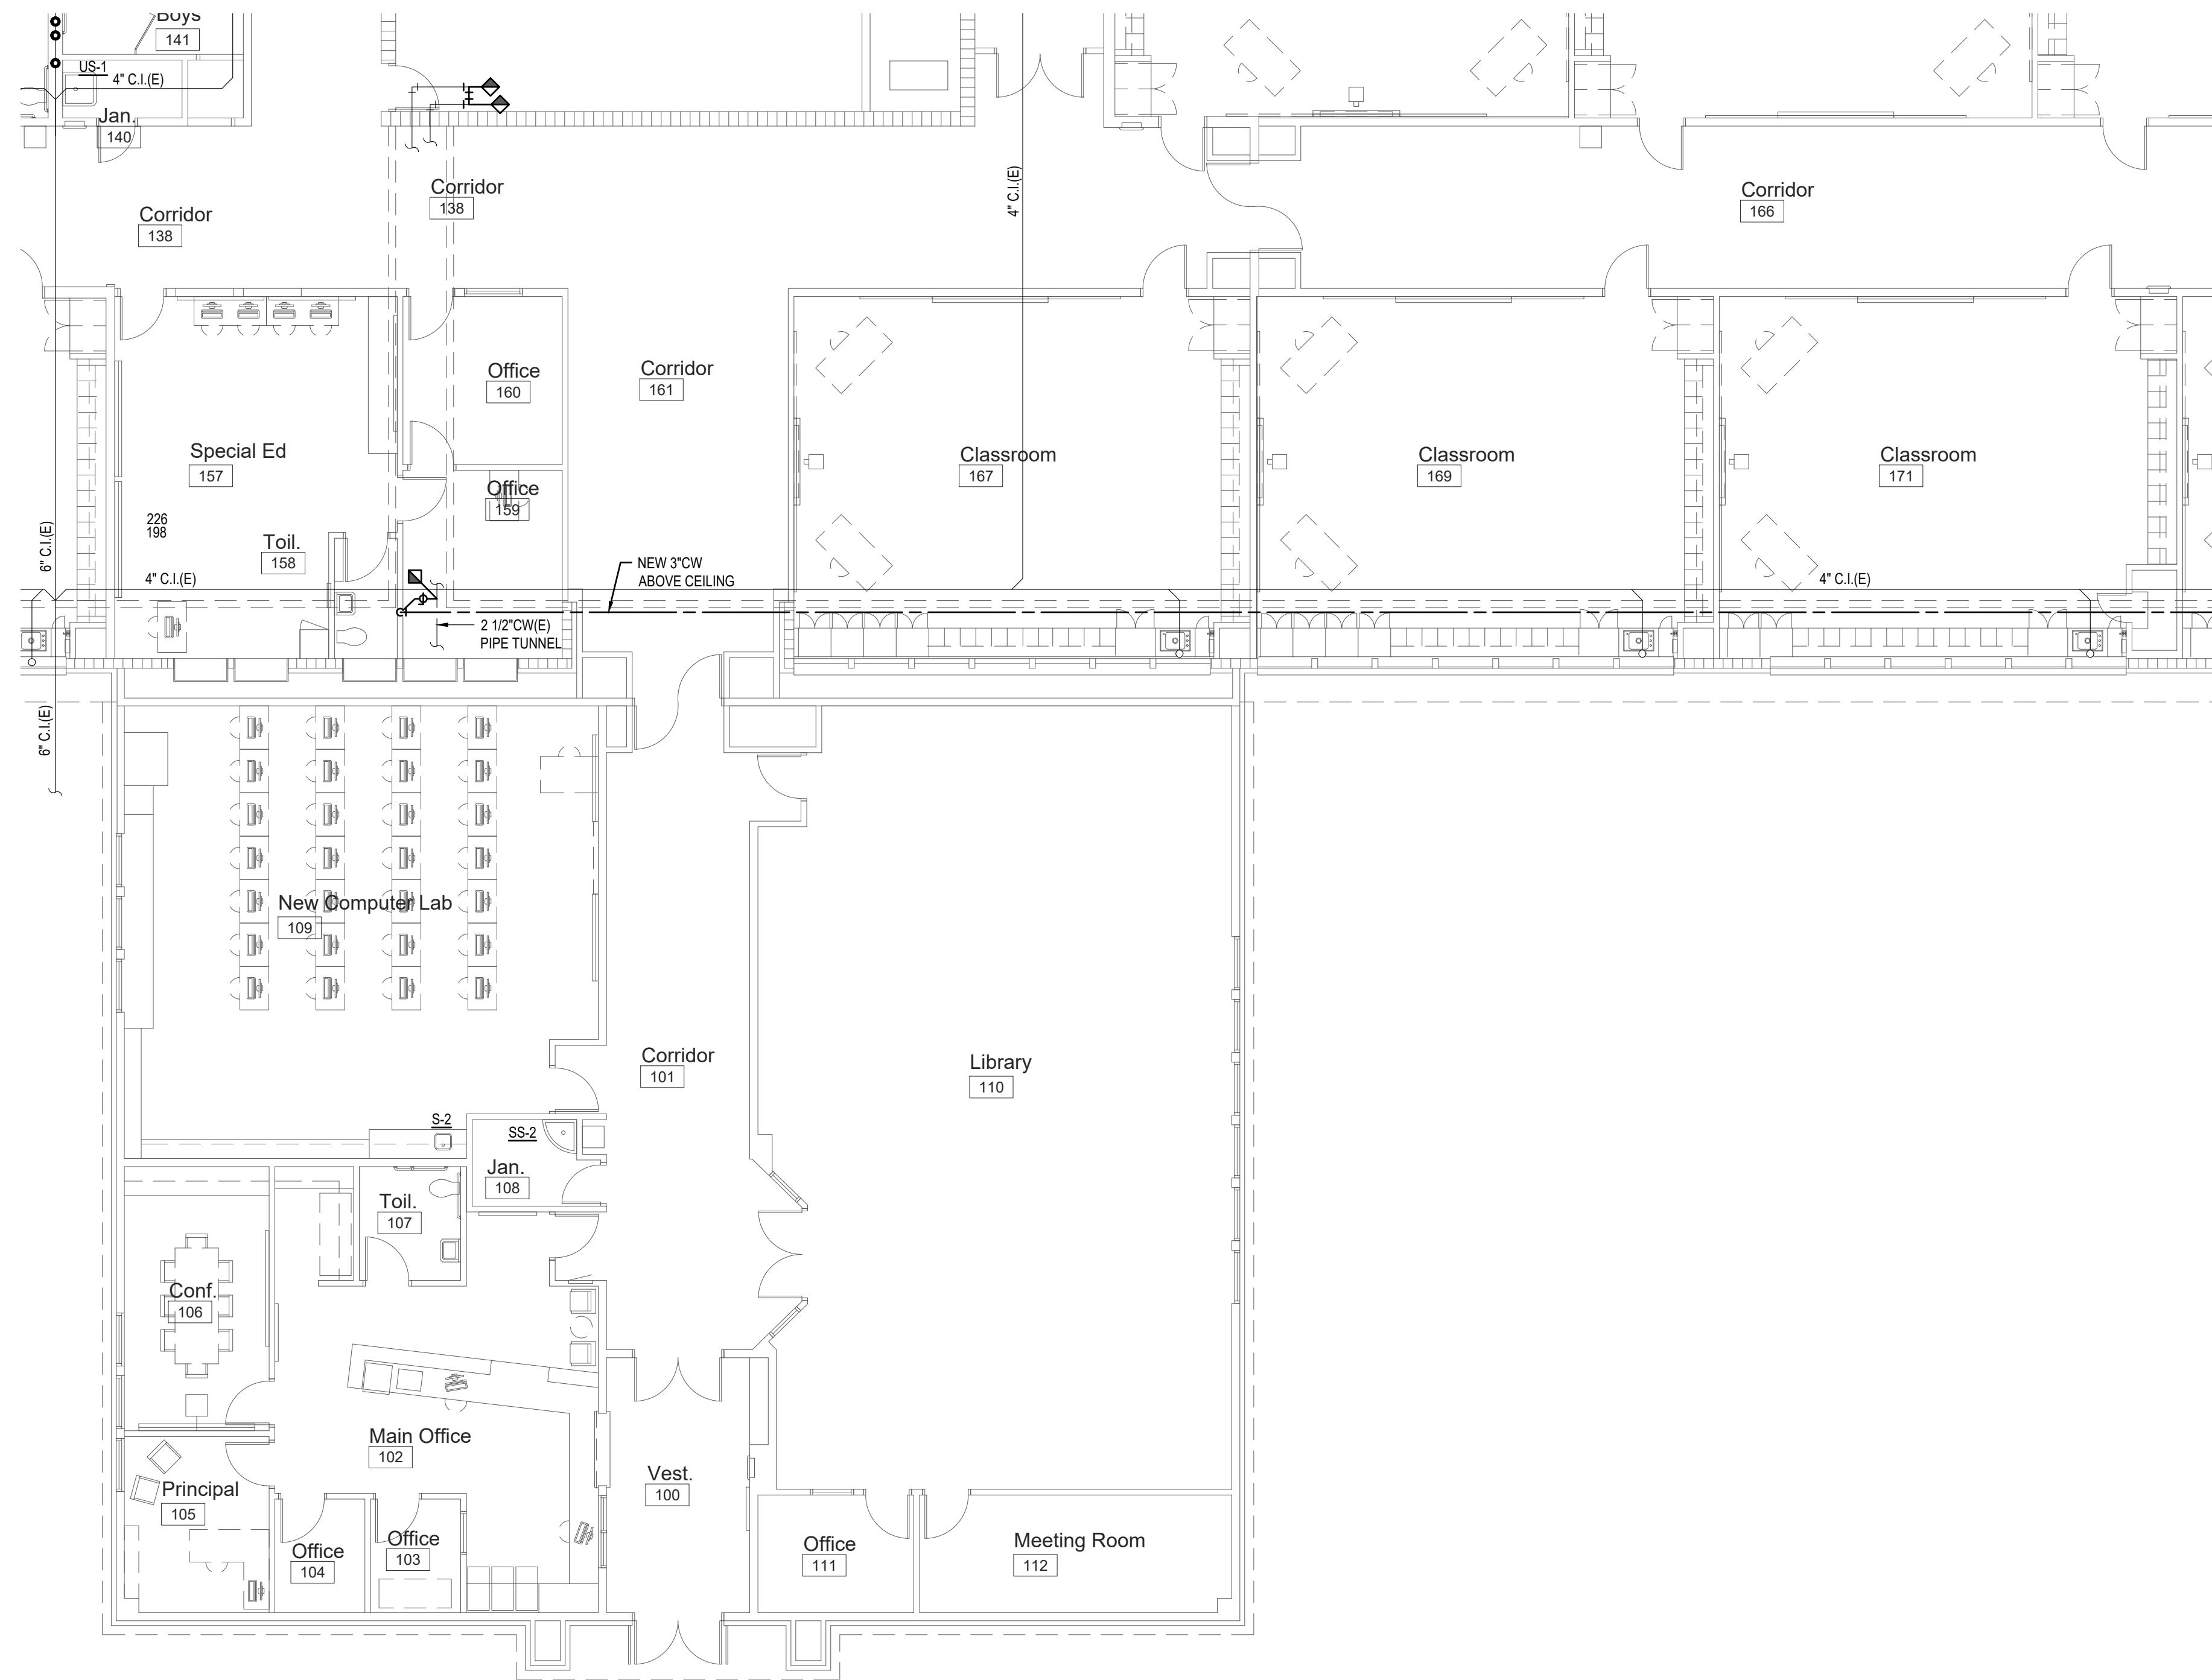 Boys
141
US-1
4" C.I.(E)
Jan.
140
Corridor
138
Corridor
138
4" C.I.(E)
Corridor
166
Office
160
Corridor
161
Special Ed
157
Classroom
167
Classroom
169
Classroom
171
Office
159
226
198
Toil.
158
6" C.I.(E)
4" C.I.(E)
NEW 3"CW
ABOVE CEILING
4" C.I.(E)
2 1/2"CW(E)
PIPE TUNNEL
6" C.I.(E)
New Computer Lab
109
Corridor
101
Library
110
S-2
SS-2
Jan.
108
Toil.
107
Conf.
106
Main Office
102
Principal
105
Vest.
100
Office
104
Office
103
Office
111
Meeting Room
112